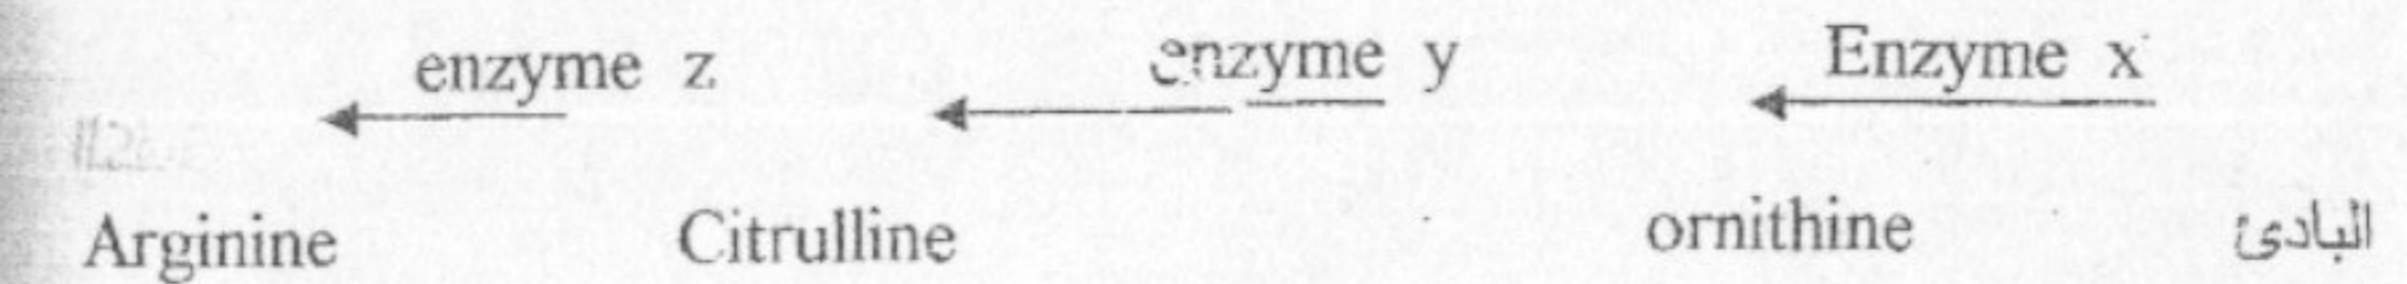 enzyme z enzyme y Enzyme x
Arginine Citrulline ornithine البادئ